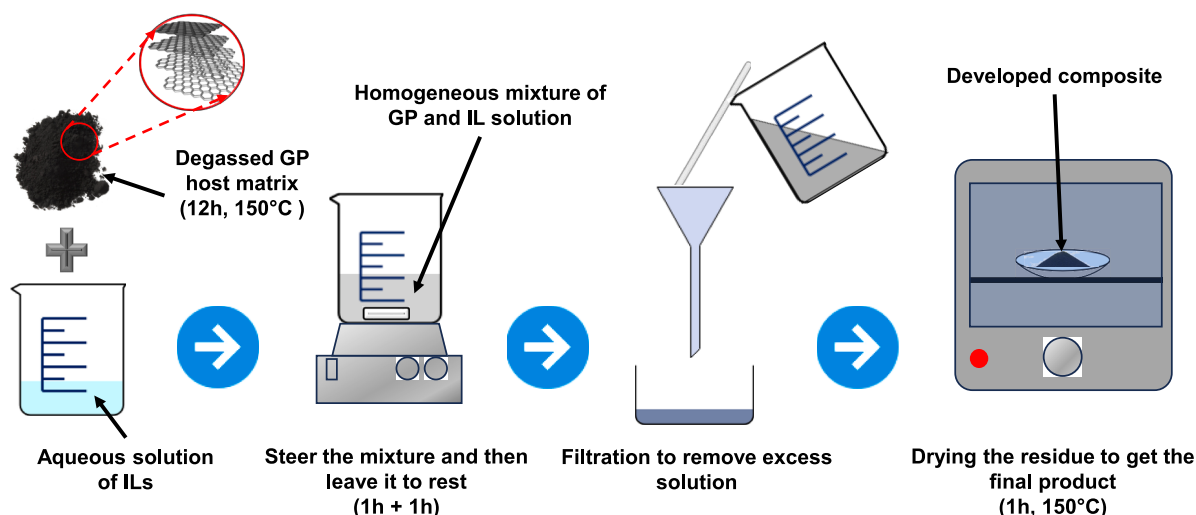 Degassed GP
host matrix
(12h, 150°C )
Aqueous solution
of ILs
Homogeneous mixture of
GP and IL solution
Steer the mixture and then
leave it to rest
(1h + 1h)
Filtration to remove excess
solution
Developed composite
Drying the residue to get the
final product
(1h, 150°C)